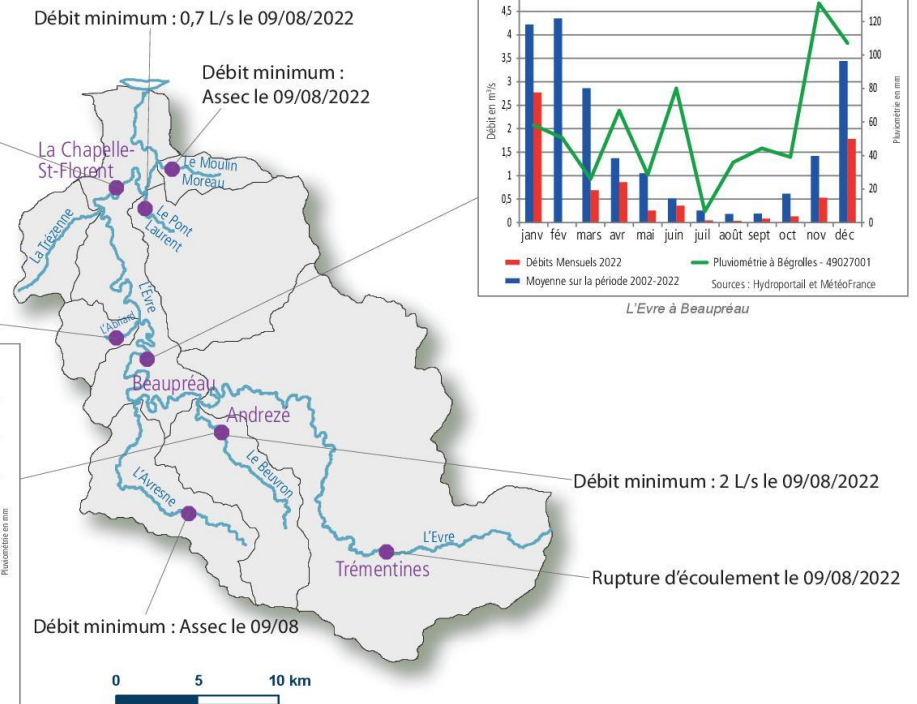 Débit minimum : 0,7 L/s le 09/08/2022
Débit minimum :
Assec le 09/08/2022
La Chapelle-
St-Florent
Le Moulin
Moreau
Le Pont
Laurent
La Trézenne
L'Evre
L'Abriard
Beaupréau
Andrezé
Le Beuvron
L'Avresne
L'Evre
Trémentines
Débit minimum : 2 L/s le 09/08/2022
Rupture d'écoulement le 09/08/2022
Débit minimum : Assec le 09/08
0 5 10 km
Pluviométrie en mm
Débit en m³/s
4,5
4
3,5
3
2,5
2
1,5
1
0,5
0
120
100
80
60
40
20
0
Pluviométrie en mm
janv fév mars avr mai juin juil août sept oct nov déc
Débits Mensuels 2022
Pluviométrie à Bégrolles - 49027001
Moyenne sur la période 2002-2022
Sources : Hydroportail et MétéoFrance
L'Evre à Beaupréau